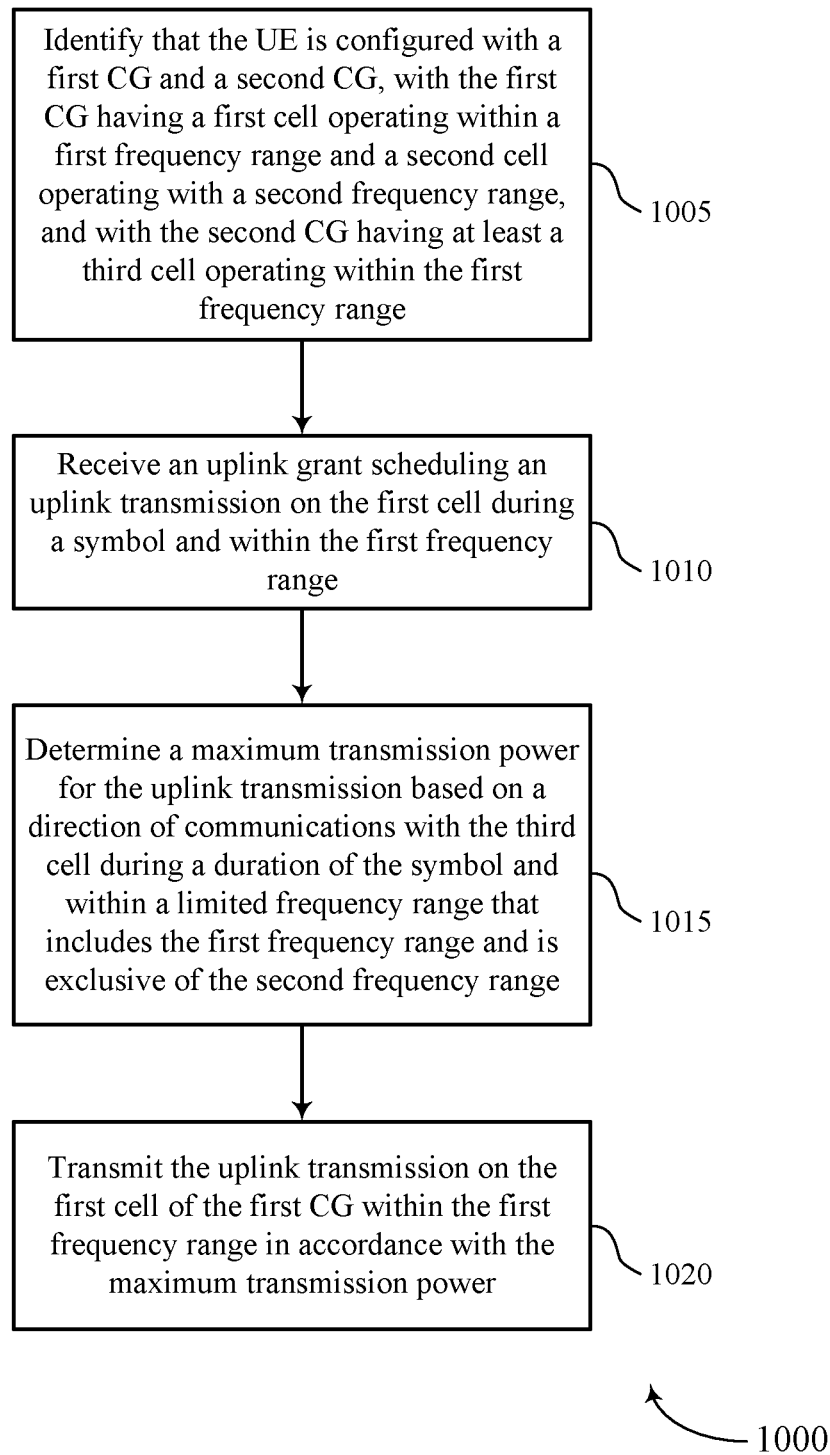 Identify that the UE is configured with a
first CG and a second CG, with the first
CG having a first cell operating within a
first frequency range and a second cell
operating with a second frequency range,
and with the second CG having at least a
third cell operating within the first
frequency range
1005
Receive an uplink grant scheduling an
uplink transmission on the first cell during
a symbol and within the first frequency
range
1010
Determine a maximum transmission power
for the uplink transmission based on a
direction of communications with the third
cell during a duration of the symbol and
within a limited frequency range that
includes the first frequency range and is
exclusive of the second frequency range
1015
Transmit the uplink transmission on the
first cell of the first CG within the first
frequency range in accordance with the
maximum transmission power
1020
1000